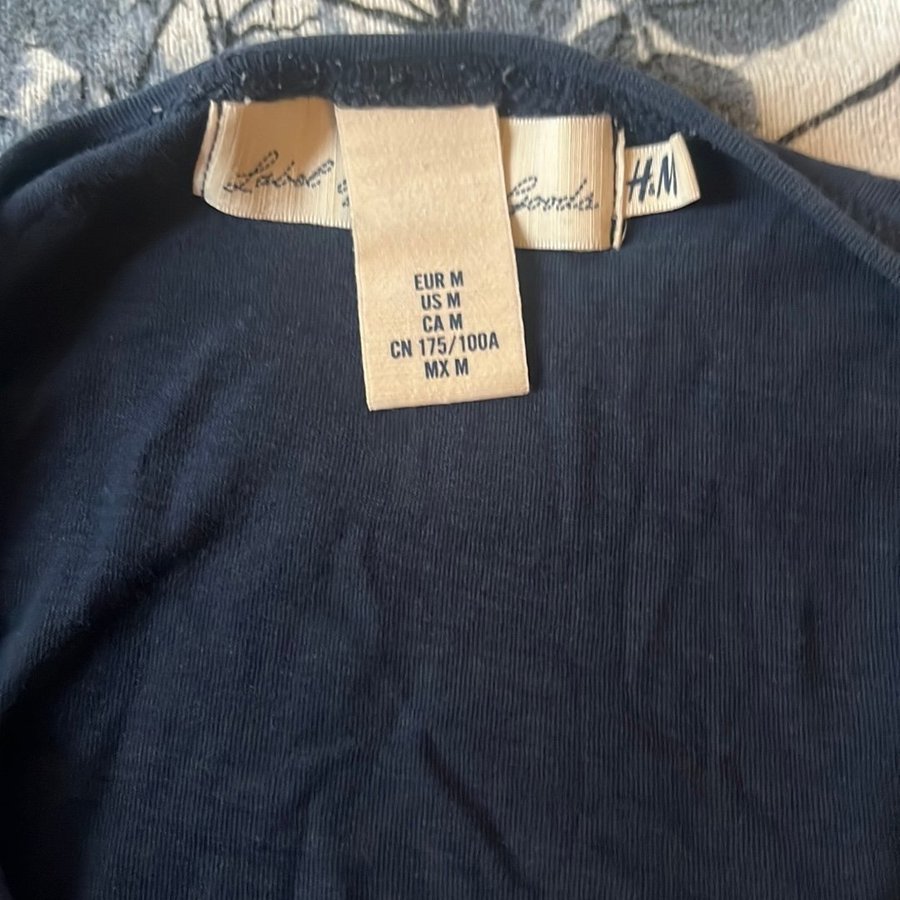 Label Goods H&M
EUR M
US M
CA M
CN 175/100A
MX M